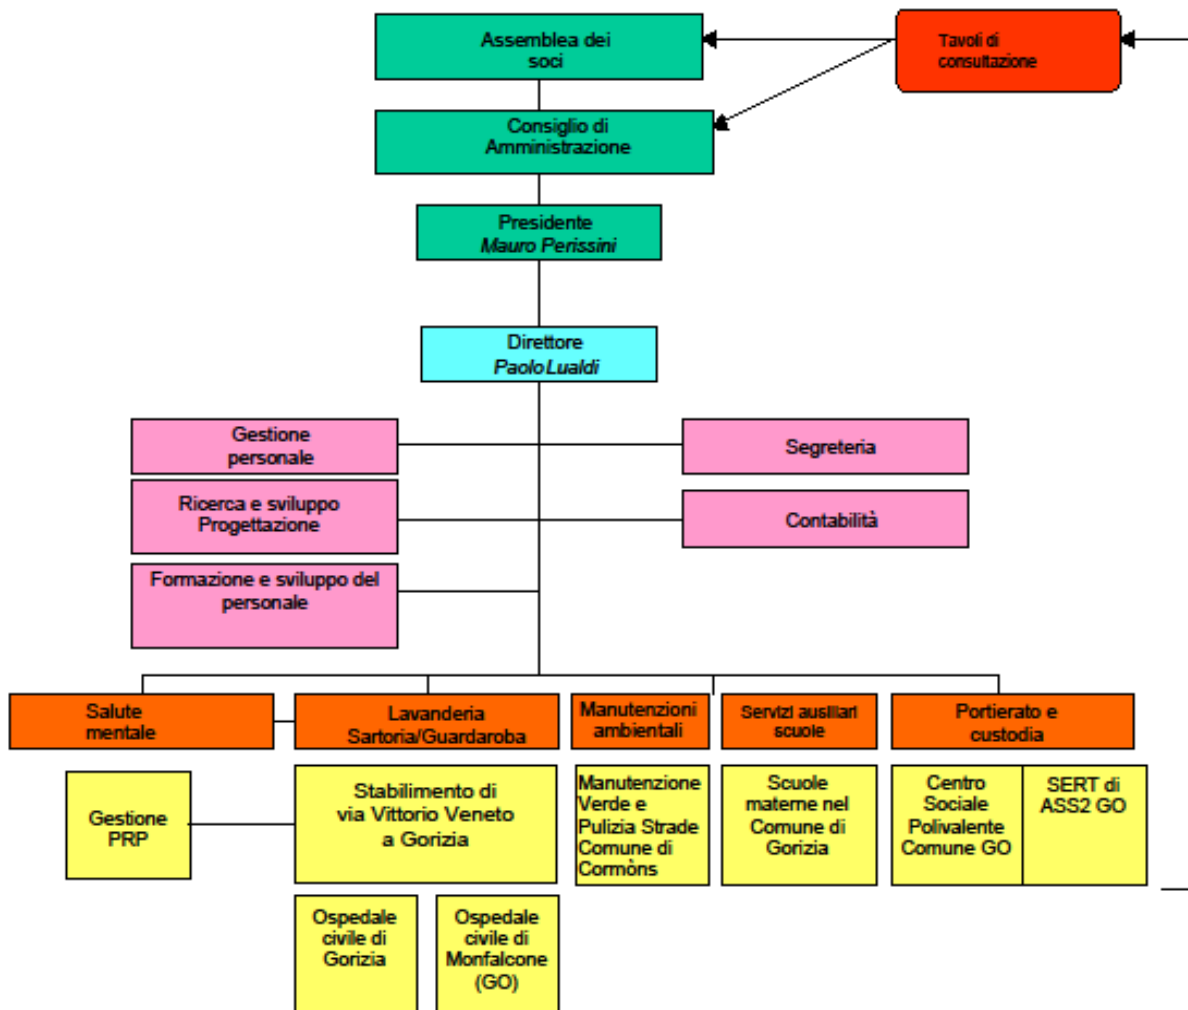 Assemblea dei
soci
Tavoli di
consultazione
Consiglio di
Amministrazione
Presidente
Mauro Perissini
Direttore
Paolo Lualdi
Gestione
personale
Segreteria
Ricerca e sviluppo
Progettazione
Contabilità
Formazione e sviluppo del
personale
Salute
mentale
Lavanderia
Sartoria/Guardaroba
Manutenzioni
ambientali
Servizi ausiliari
scuole
Portierato e
custodia
Gestione
PRP
Stabilimento di
via Vittorio Veneto
a Gorizia
Manutenzione
Verde e
Pulizia Strade
Comune di
Cormòns
Scuole
materne nel
Comune di
Gorizia
Centro
Sociale
Polivalente
Comune GO
SERT di
ASS2 GO
Ospedale
civile di
Gorizia
Ospedale
civile di
Monfalcone
(GO)